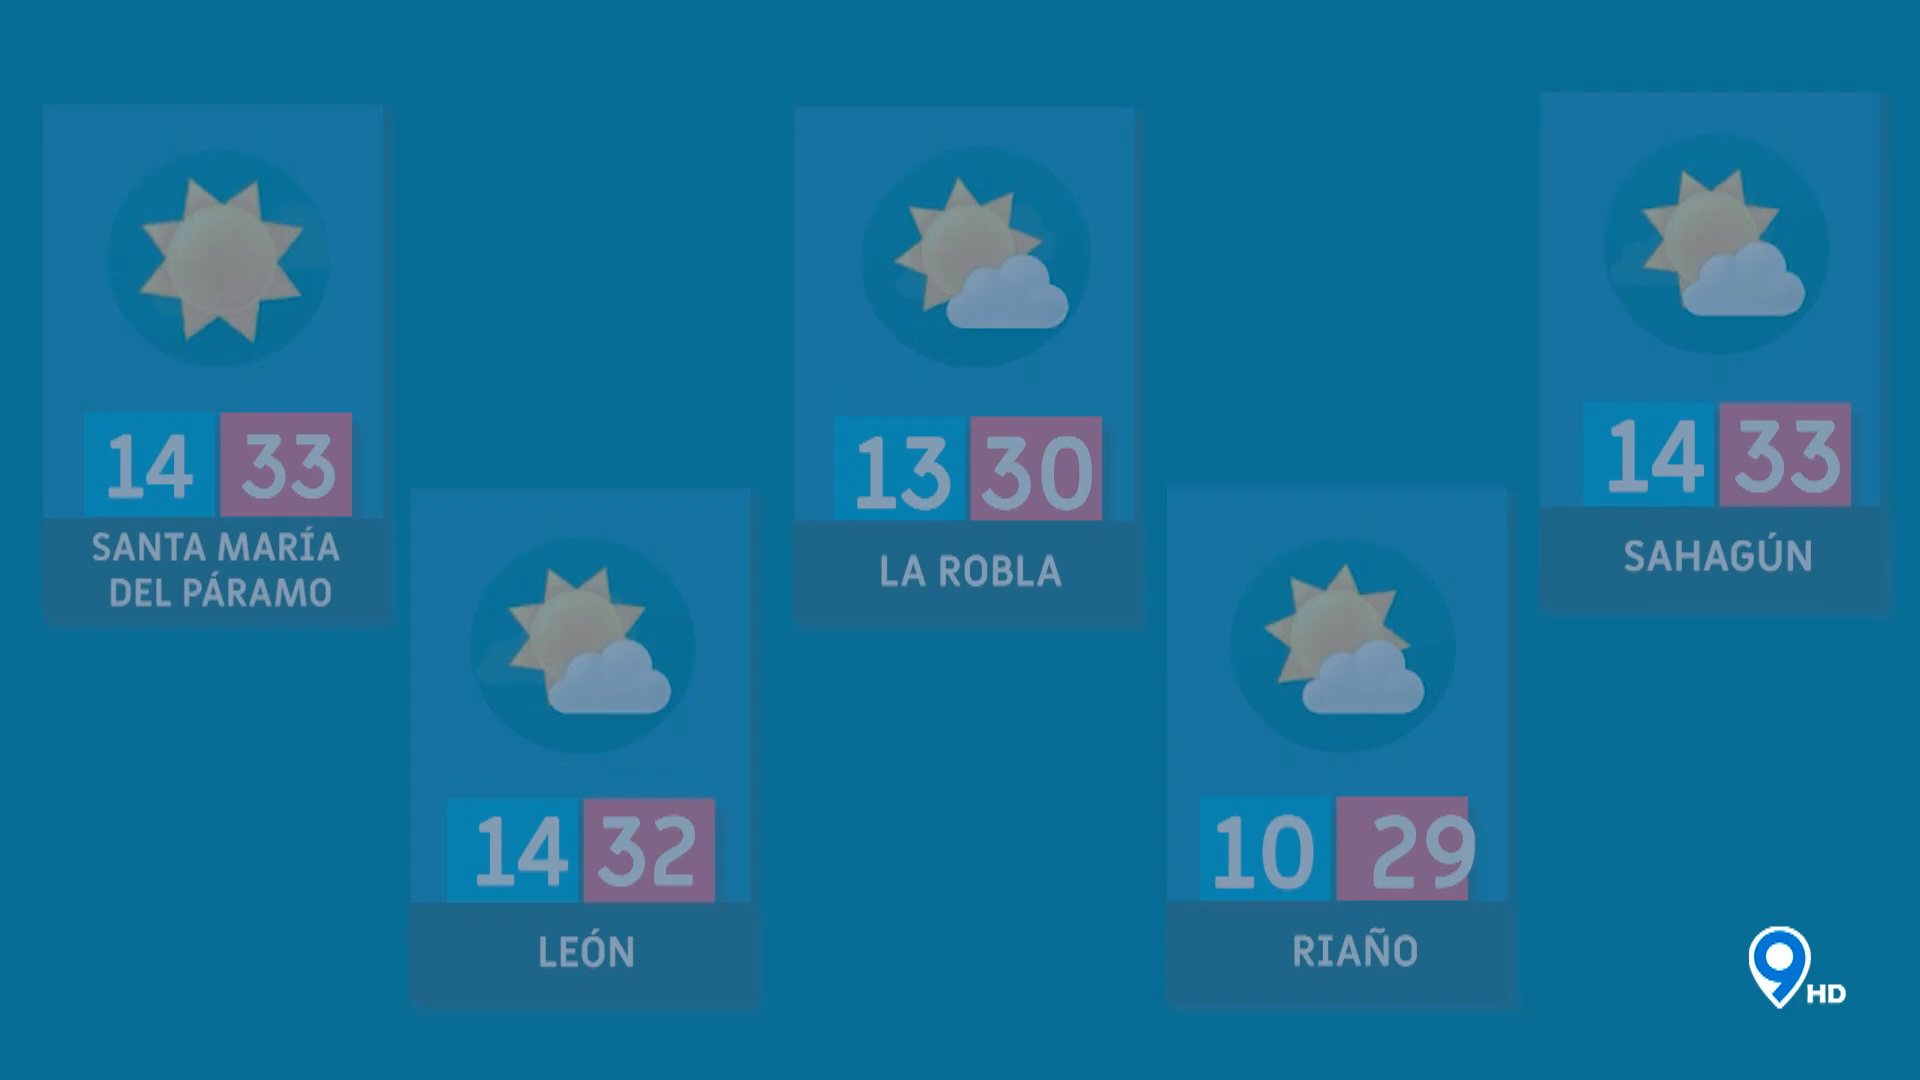 14 33
SANTA MARÍA
DEL PÁRAMO
14 32
LEÓN
13 30
LA ROBLA
10 29
RIAÑO
14 33
SAHAGÚN
9 HD